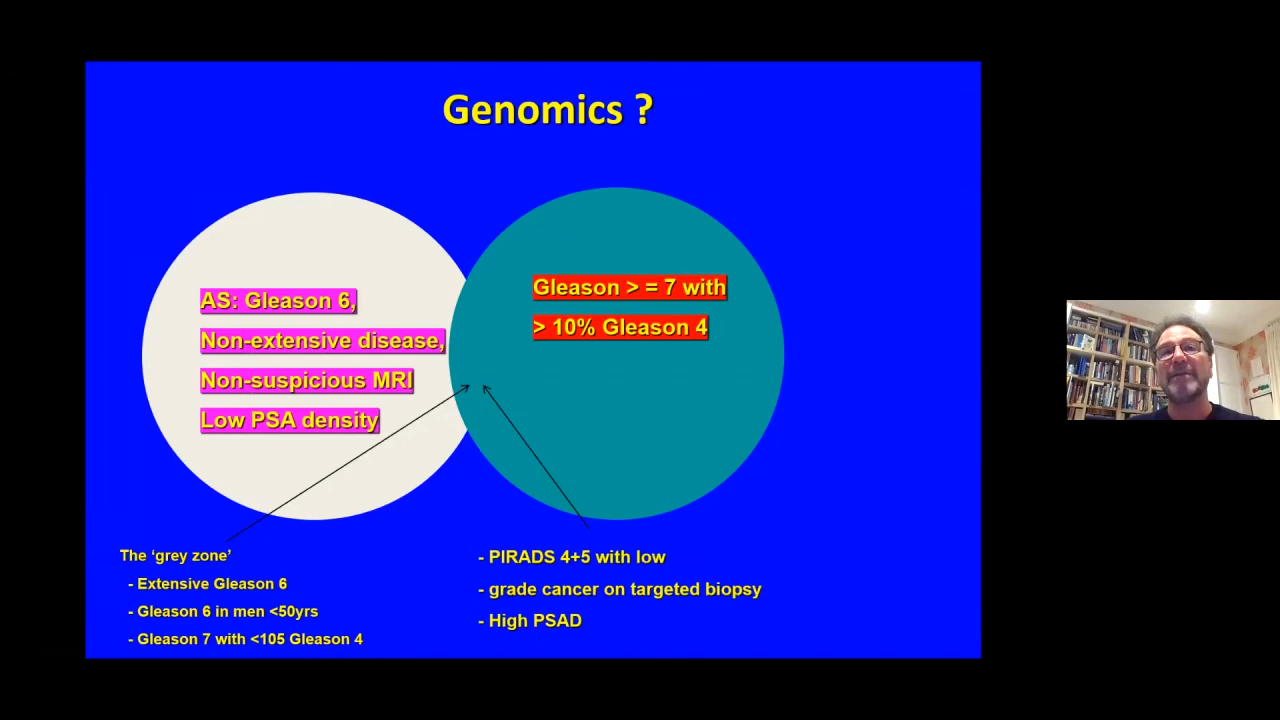 Genomics ?
AS: Gleason 6,
Non-extensive disease,
Non-suspicious MRI
Low PSA density
Gleason > = 7 with
> 10% Gleason 4
The ‘grey zone’
- Extensive Gleason 6
- Gleason 6 in men <50yrs
- Gleason 7 with <105 Gleason 4
- PIRADS 4+5 with low
- grade cancer on targeted biopsy
- High PSAD